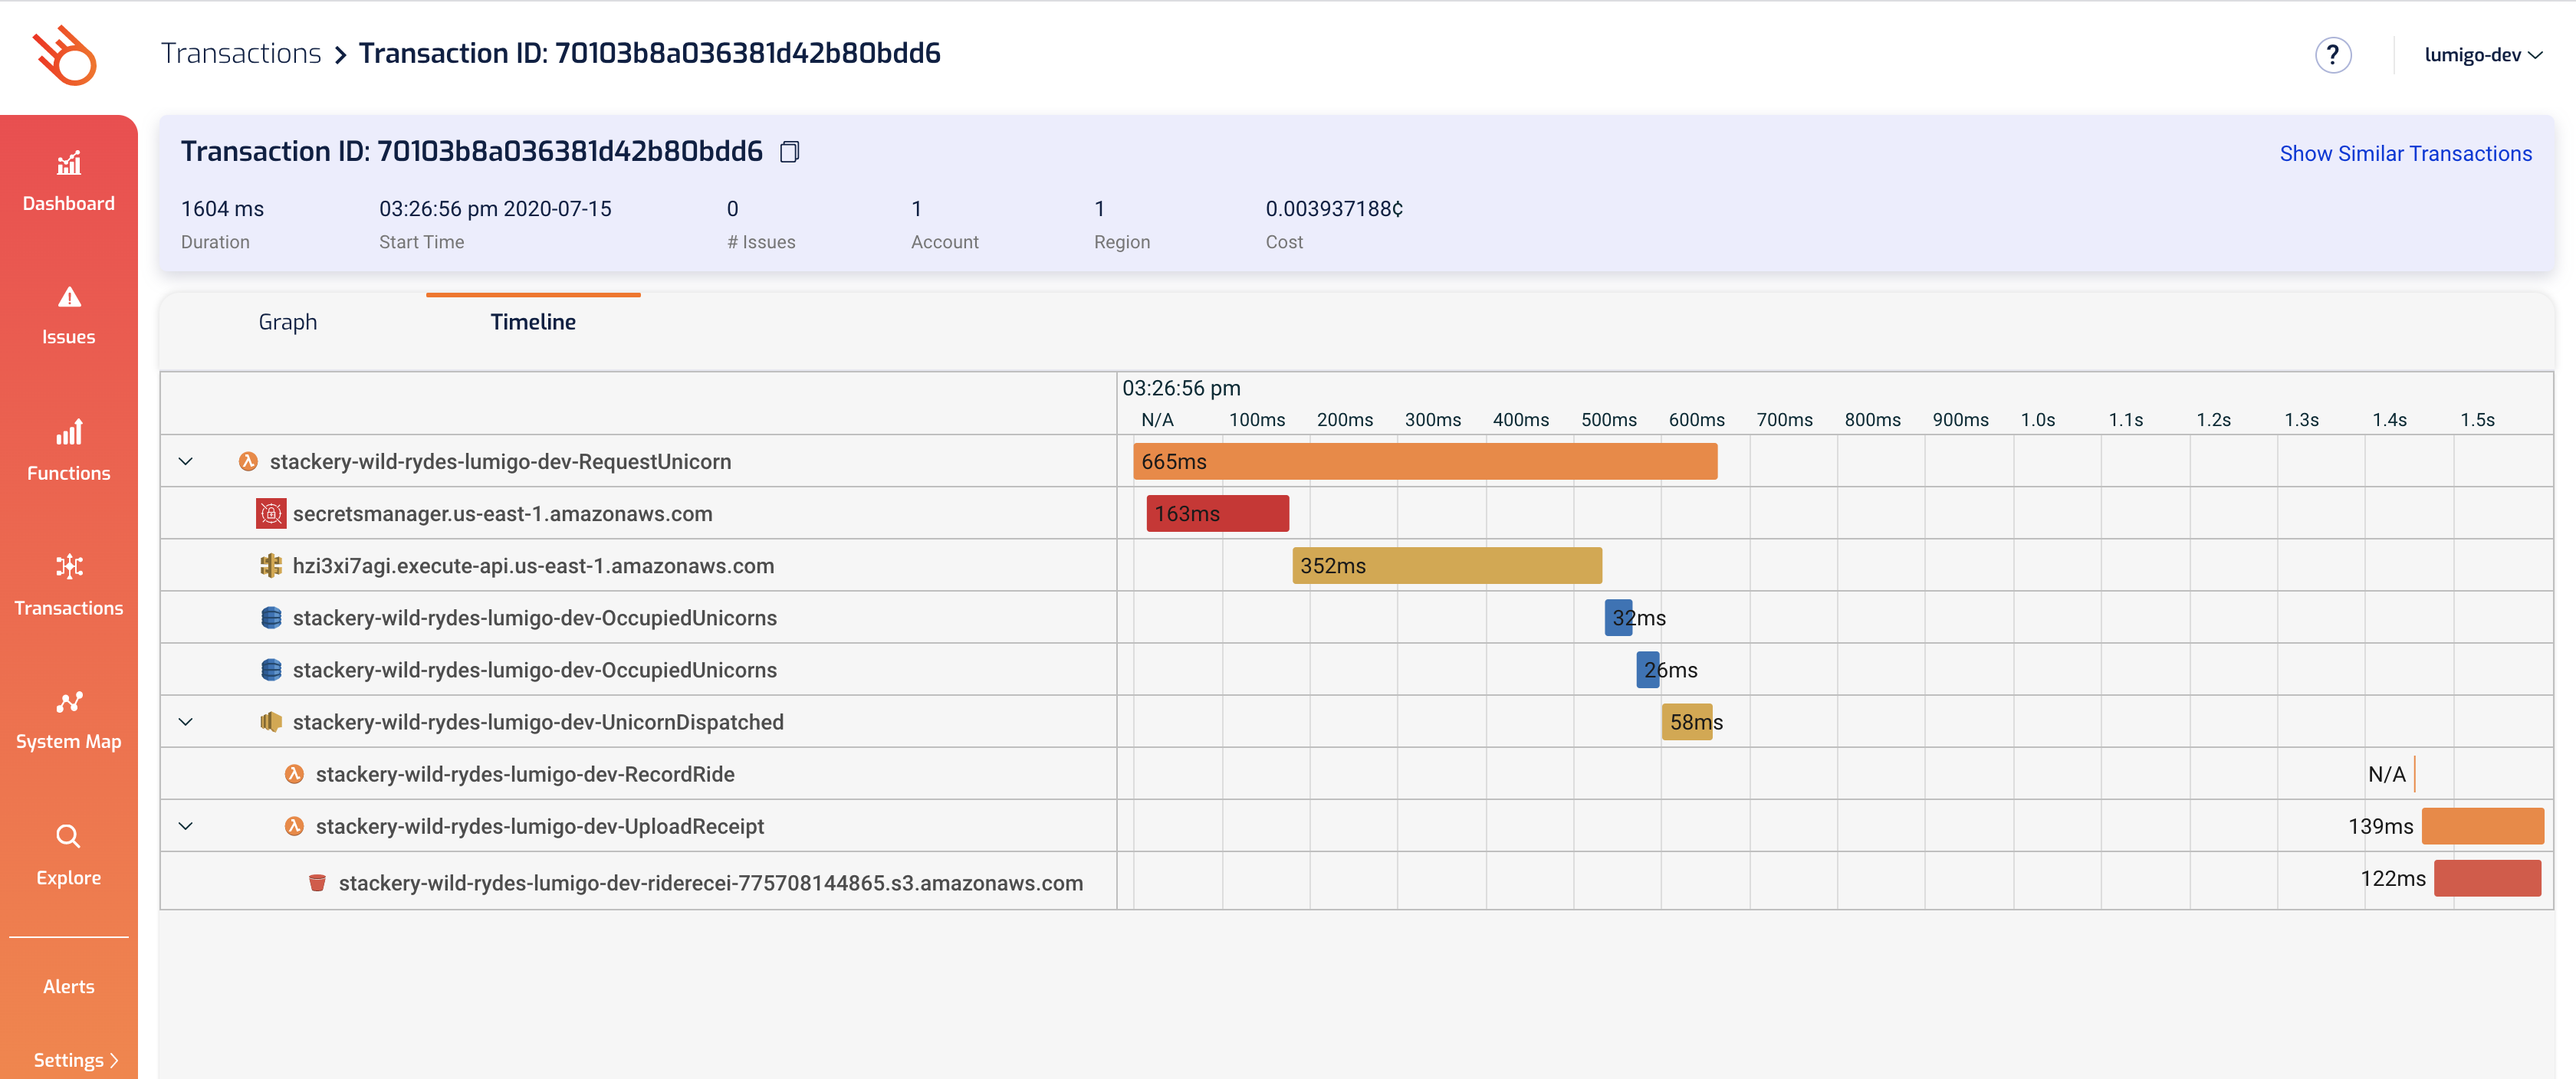 Transactions > Transaction ID: 70103b8a036381d42b80bdd6
? lumigo-dev
Dashboard
Issues
Functions
Transactions
System Map
Explore
Alerts
Settings >
Transaction ID: 70103b8a036381d42b80bdd6
Show Similar Transactions
1604 ms 03:26:56 pm 2020-07-15 0 1 1 0.003937188¢
Duration Start Time # Issues Account Region Cost
Graph Timeline
03:26:56 pm
N/A 100ms 200ms 300ms 400ms 500ms 600ms 700ms 800ms 900ms 1.0s 1.1s 1.2s 1.3s 1.4s 1.5s
stackery-wild-rydes-lumigo-dev-RequestUnicorn 665ms
secretsmanager.us-east-1.amazonaws.com 163ms
hzi3xi7agi.execute-api.us-east-1.amazonaws.com 352ms
stackery-wild-rydes-lumigo-dev-OccupiedUnicorns 32ms
stackery-wild-rydes-lumigo-dev-OccupiedUnicorns 26ms
stackery-wild-rydes-lumigo-dev-UnicornDispatched 58ms
stackery-wild-rydes-lumigo-dev-RecordRide N/A
stackery-wild-rydes-lumigo-dev-UploadReceipt 139ms
stackery-wild-rydes-lumigo-dev-riderecei-775708144865.s3.amazonaws.com 122ms